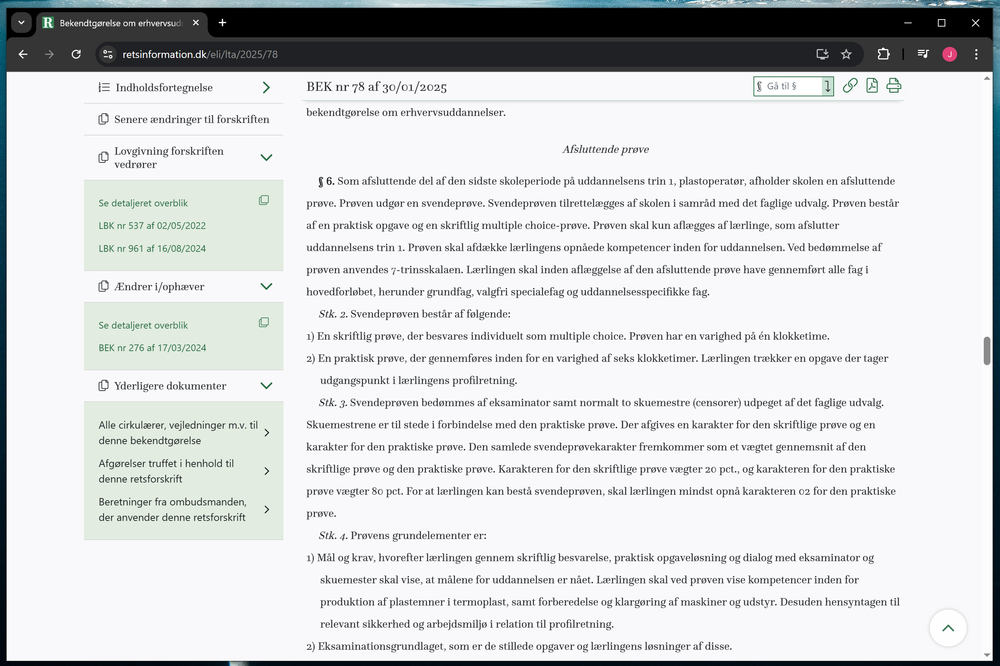 Bekendtgørelse om erhvervsud
retsinformation.dk/eli/lta/2025/78
J
Indholdsfortegnelse
Senere ændringer til forskriften
Lovgivning forskriften
vedrører
Se detaljeret overblik
LBK nr 537 af 02/05/2022
LBK nr 961 af 16/08/2024
Ændrer i/ophæver
Se detaljeret overblik
BEK nr 276 af 17/03/2024
Yderligere dokumenter
Alle cirkulærer, vejledninger m.v. til
denne bekendtgørelse
Afgørelser truffet i henhold til
denne retsforskrift
Beretninger fra ombudsmanden,
der anvender denne retsforskrift
BEK nr 78 af 30/01/2025
§ Gå til §
bekendtgørelse om erhvervsuddannelser.
Afsluttende prøve
§ 6. Som afsluttende del af den sidste skoleperiode på uddannelsens trin 1, plastoperatør, afholder skolen en afsluttende
prøve. Prøven udgør en svendeprøve. Svendeprøven tilrettelægges af skolen i samråd med det faglige udvalg. Prøven består
af en praktisk opgave og en skriftlig multiple choice-prøve. Prøven skal kun aflægges af lærlinge, som afslutter
uddannelsens trin 1. Prøven skal afdække lærlingens opnåede kompetencer inden for uddannelsen. Ved bedømmelse af
prøven anvendes 7-trinsskalaen. Lærlingen skal inden aflæggelse af den afsluttende prøve have gennemført alle fag i
hovedforløbet, herunder grundfag, valgfri specialefag og uddannelsesspecifikke fag.
Stk. 2. Svendeprøven består af følgende:
1) En skriftlig prøve, der besvares individuelt som multiple choice. Prøven har en varighed på én klokketime.
2) En praktisk prøve, der gennemføres inden for en varighed af seks klokketimer. Lærlingen trækker en opgave der tager
udgangspunkt i lærlingens profilretning.
Stk. 3. Svendeprøven bedømmes af eksaminator samt normalt to skuemestre (censorer) udpeget af det faglige udvalg.
Skuemestrene er til stede i forbindelse med den praktiske prøve. Der afgives en karakter for den skriftlige prøve og en
karakter for den praktiske prøve. Den samlede svendeprøvekarakter fremkommer som et vægtet gennemsnit af den
skriftlige prøve og den praktiske prøve. Karakteren for den skriftlige prøve vægter 20 pct., og karakteren for den praktiske
prøve vægter 80 pct. For at lærlingen kan bestå svendeprøven, skal lærlingen mindst opnå karakteren 02 for den praktiske
prøve.
Stk. 4. Prøvens grundelementer er:
1) Mål og krav, hvorefter lærlingen gennem skriftlig besvarelse, praktisk opgaveløsning og dialog med eksaminator og
skuemester skal vise, at målene for uddannelsen er nået. Lærlingen skal ved prøven vise kompetencer inden for
produktion af plastemner i termoplast, samt forberedelse og klargøring af maskiner og udstyr. Desuden hensyntagen til
relevant sikkerhed og arbejdsmiljø i relation til profilretning.
2) Eksaminationsgrundlaget, som er de stillede opgaver og lærlingens løsninger af disse.